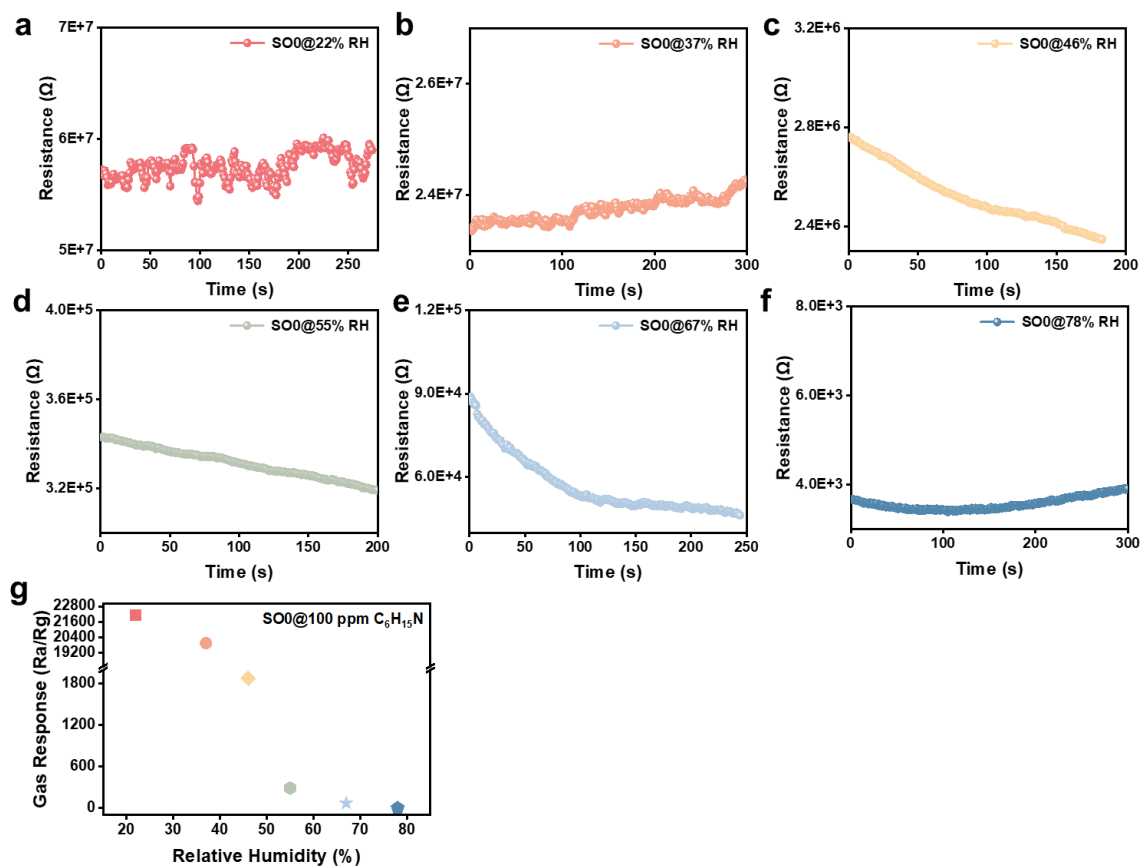 a
7E+7
6E+7
5E+7
SO0@22% RH
Resistance (Ω)
0 50 100 150 200 250
Time (s)
b
2.6E+7
2.4E+7
SO0@37% RH
Resistance (Ω)
0 100 200 300
Time (s)
c
3.2E+6
2.8E+6
2.4E+6
SO0@46% RH
Resistance (Ω)
0 50 100 150 200
Time (s)
d
4.0E+5
3.6E+5
3.2E+5
SO0@55% RH
Resistance (Ω)
0 50 100 150 200
Time (s)
e
1.2E+5
9.0E+4
6.0E+4
SO0@67% RH
Resistance (Ω)
0 50 100 150 200 250
Time (s)
f
8.0E+3
6.0E+3
4.0E+3
SO0@78% RH
Resistance (Ω)
0 100 200 300
Time (s)
g
22800
21600
20400
19200
1800
1200
600
0
SO0@100 ppm C₆H₁₅N
Gas Response (Ra/Rg)
20 30 40 50 60 70 80
Relative Humidity (%)